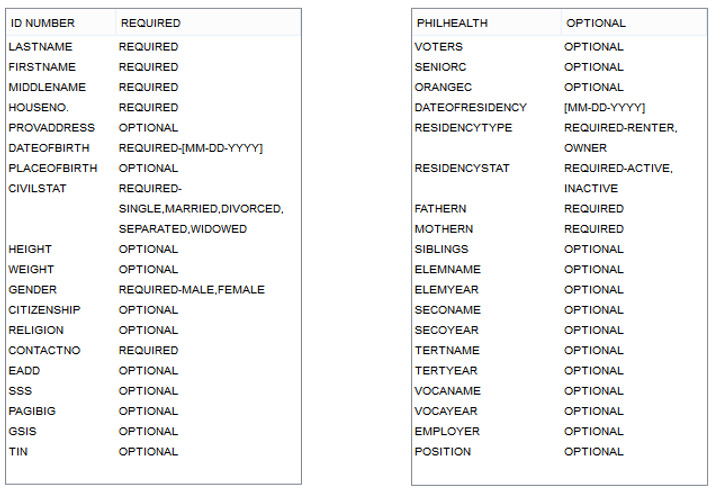 ID NUMBER REQUIRED
LASTNAME REQUIRED
FIRSTNAME REQUIRED
MIDDLENAME REQUIRED
HOUSENO. REQUIRED
PROVADDRESS OPTIONAL
DATEOFBIRTH REQUIRED-[MM-DD-YYYY]
PLACEOFBIRTH OPTIONAL
CIVILSTAT REQUIRED-
SINGLE,MARRIED,DIVORCED,
SEPARATED,WIDOWED
HEIGHT OPTIONAL
WEIGHT OPTIONAL
GENDER REQUIRED-MALE,FEMALE
CITIZENSHIP OPTIONAL
RELIGION OPTIONAL
CONTACTNO REQUIRED
EADD OPTIONAL
SSS OPTIONAL
PAGIBIG OPTIONAL
GSIS OPTIONAL
TIN OPTIONAL
PHILHEALTH OPTIONAL
VOTERS OPTIONAL
SENIORC OPTIONAL
ORANGEC OPTIONAL
DATEOFRESIDENCY [MM-DD-YYYY]
RESIDENCYTYPE REQUIRED-RENTER,
OWNER
RESIDENCYSTAT REQUIRED-ACTIVE,
INACTIVE
FATHERN REQUIRED
MOTHERN REQUIRED
SIBLINGS OPTIONAL
ELEMNAME OPTIONAL
ELEMYEAR OPTIONAL
SECONAME OPTIONAL
SECOYEAR OPTIONAL
TERTNAME OPTIONAL
TERTYEAR OPTIONAL
VOCANAME OPTIONAL
VOCAYEAR OPTIONAL
EMPLOYER OPTIONAL
POSITION OPTIONAL